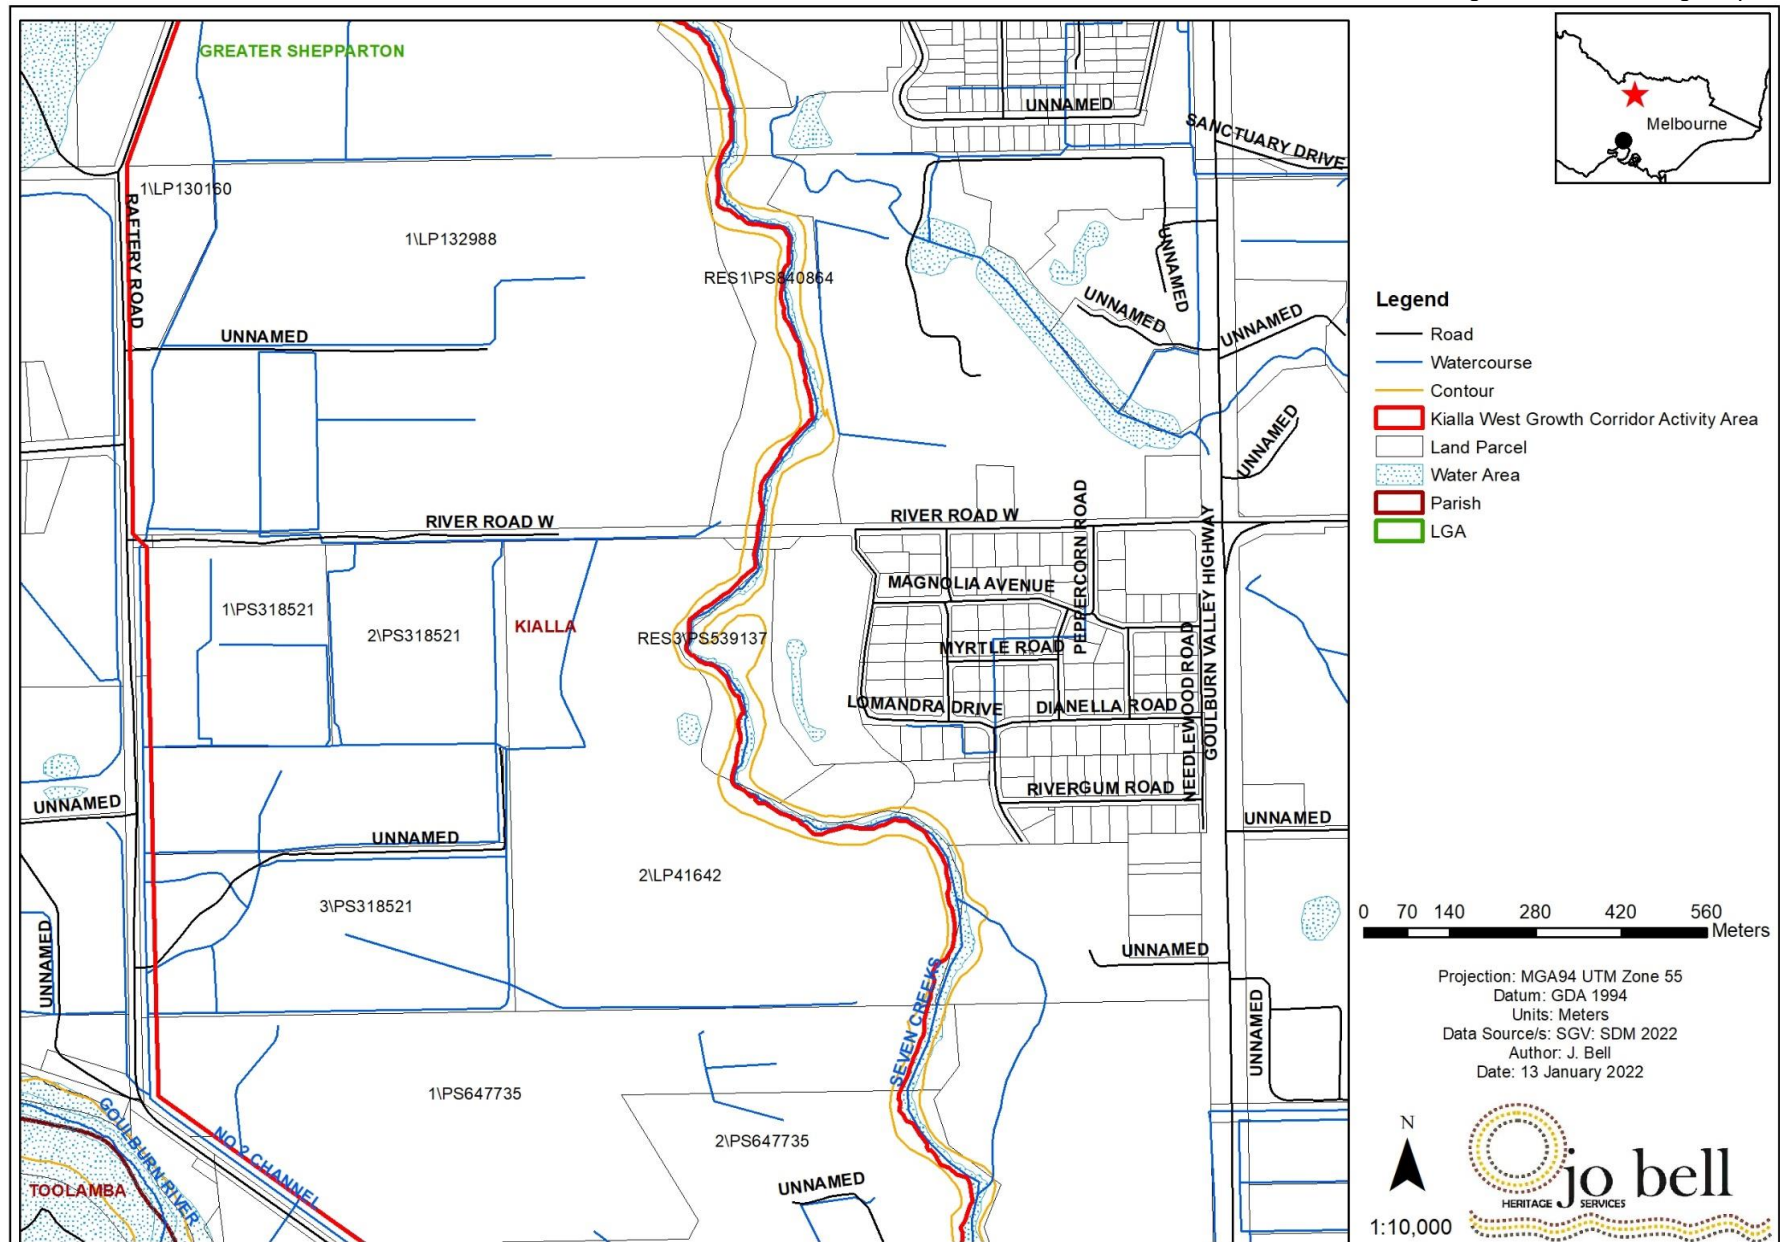 GREATER SHEPPARTON
UNNAMED
SANCTUARY DRIVE
Melbourne
1\LP130160
RAFTERY ROAD
1\LP132988
UNNAMED
RES1\PS840864
UNNAMED
UNNAMED
UNNAMED
UNNAMED
Legend
Road
Watercourse
Contour
Kialla West Growth Corridor Activity Area
Land Parcel
Water Area
Parish
LGA
RIVER ROAD W
RIVER ROAD W
PEPPERCORN ROAD
GOULBURN VALLEY HIGHWAY
MAGNOLIA AVENUE
1\PS318521
2\PS318521
KIALLA
RES3\PS539137
MYRTLE ROAD
NEEDLEWOOD ROAD
LOMANDRA DRIVE
DIANELLA ROAD
RIVERGUM ROAD
UNNAMED
UNNAMED
UNNAMED
2\LP41642
3\PS318521
UNNAMED
UNNAMED
UNNAMED
SEVEN CREEKS
0 70 140 280 420 560
Meters
Projection: MGA94 UTM Zone 55
Datum: GDA 1994
Units: Meters
Data Source/s: SGV: SDM 2022
Author: J. Bell
Date: 13 January 2022
1\PS647735
2\PS647735
GOULBURN RIVER
NO 2 CHANNEL
TOOLAMBA
UNNAMED
N
1:10,000
jo bell
HERITAGE SERVICES